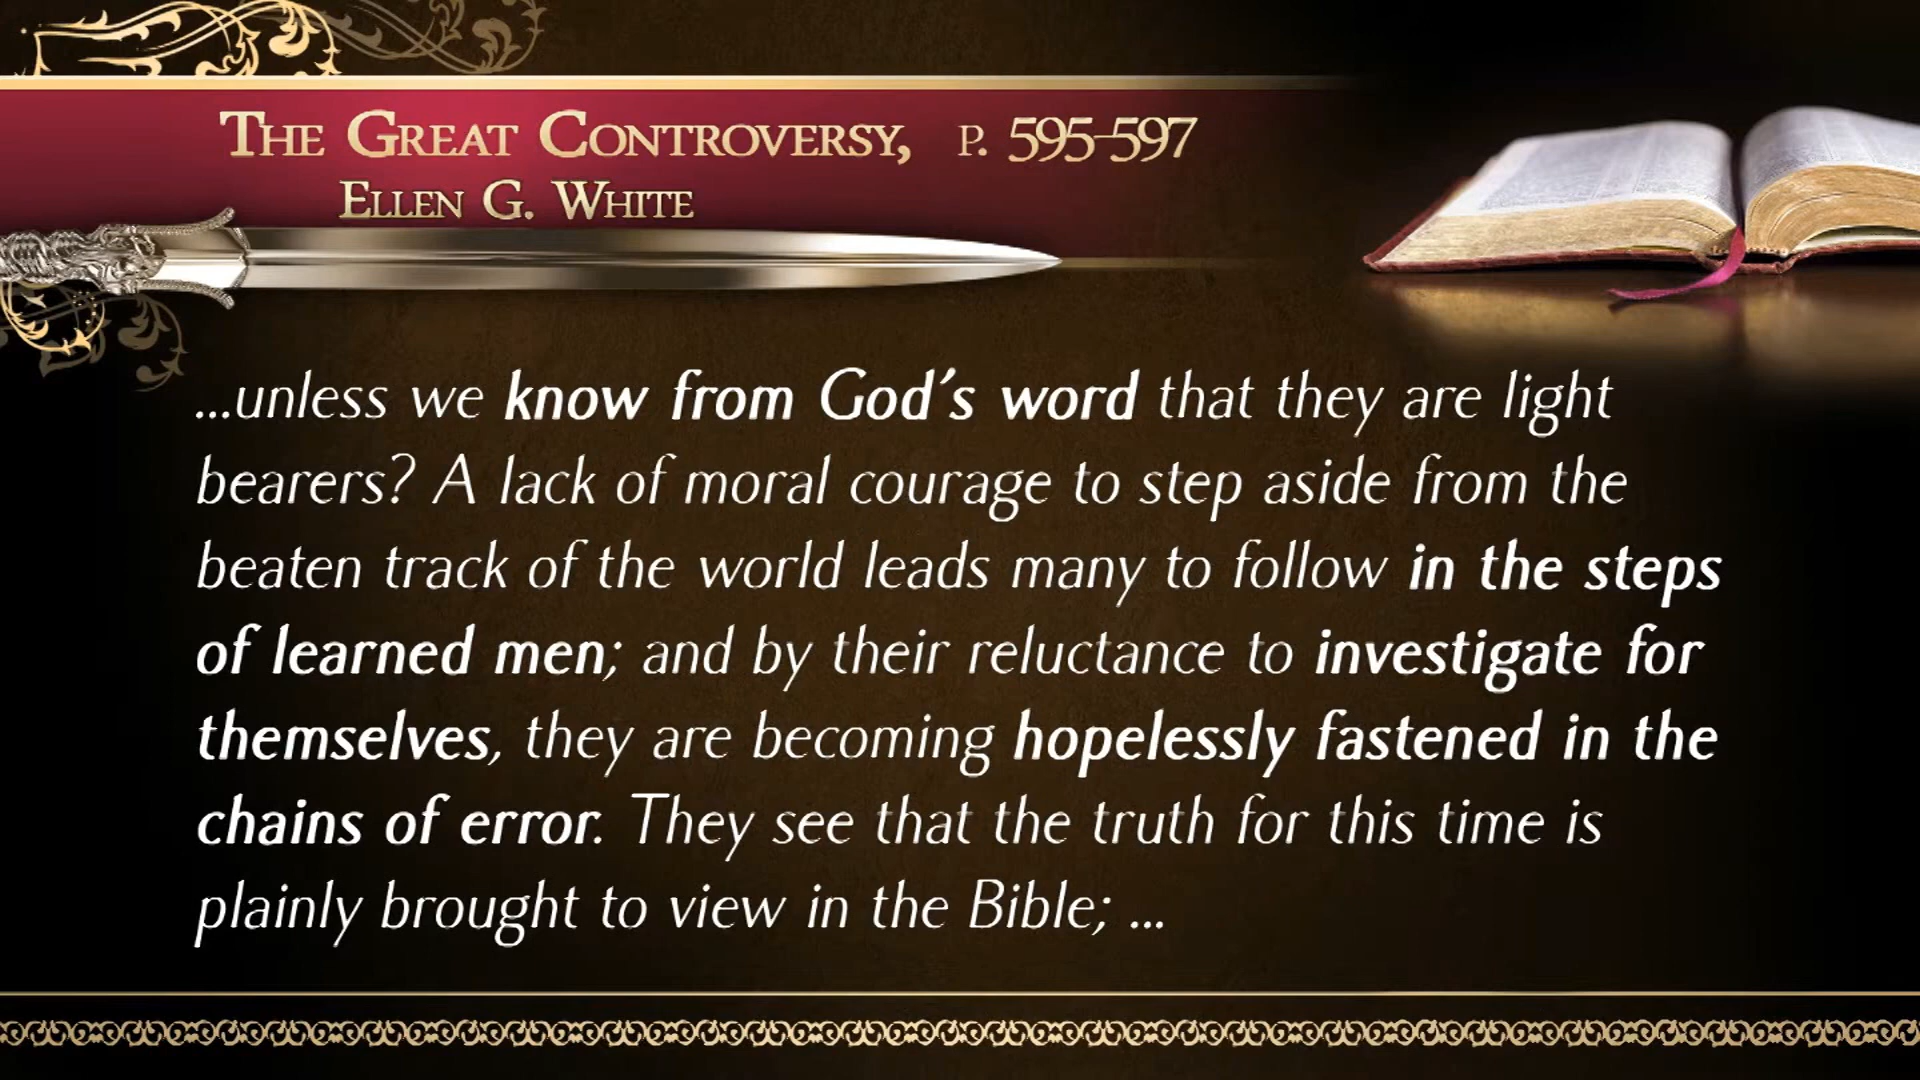 The Great Controversy, p. 595-597
Ellen G. White
...unless we know from God's word that they are light
bearers? A lack of moral courage to step aside from the
beaten track of the world leads many to follow in the steps
of learned men; and by their reluctance to investigate for
themselves, they are becoming hopelessly fastened in the
chains of error. They see that the truth for this time is
plainly brought to view in the Bible; ...